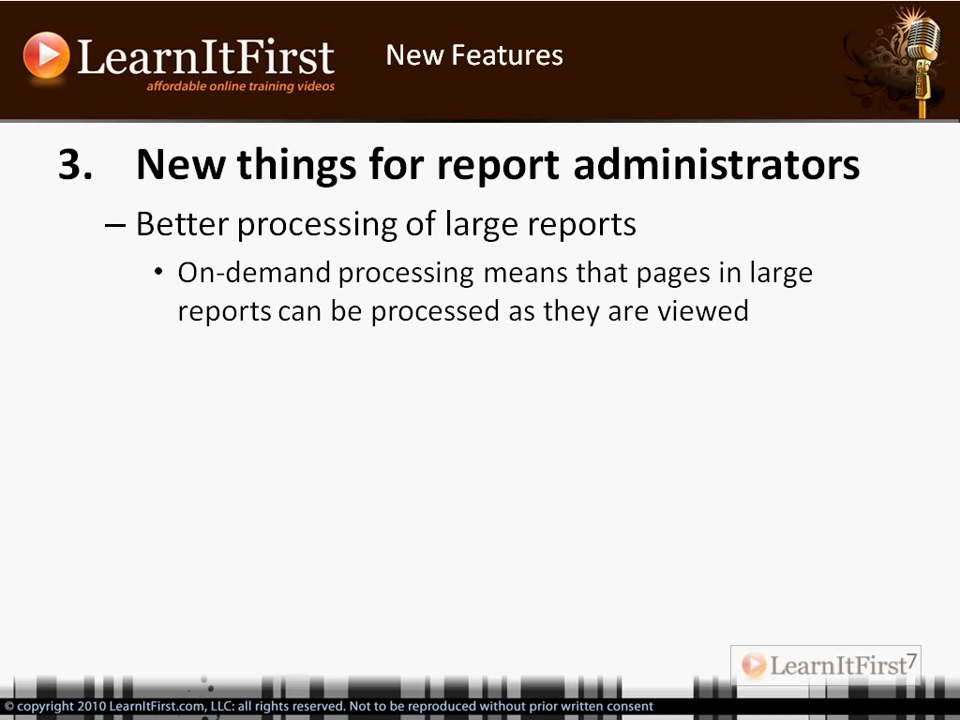 LearnItFirst
affordable online training videos
New Features
3. New things for report administrators
– Better processing of large reports
• On-demand processing means that pages in large
reports can be processed as they are viewed
LearnItFirst
7
© copyright 2010 LearnItFirst.com, LLC: all rights reserved. Not to be reproduced without prior written consent